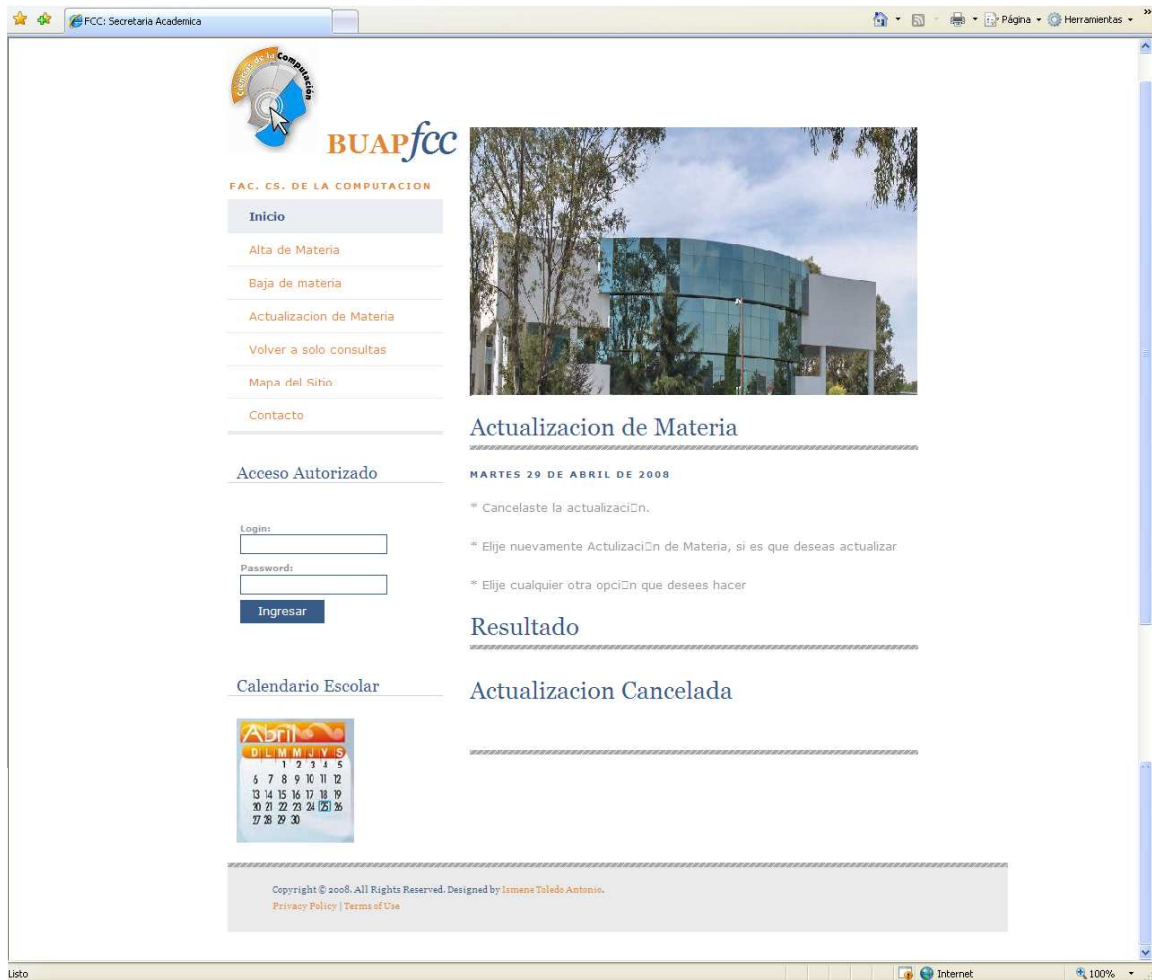 FCC: Secretaria Academica
Página
Herramientas
»
Ciencias de la Computación
BUAP fcc
FAC. CS. DE LA COMPUTACION
Inicio
Alta de Materia
Baja de materia
Actualizacion de Materia
Volver a solo consultas
Mapa del Sitio
Contacto
Acceso Autorizado
Login:
Password:
Ingresar
Calendario Escolar
Abril
D L M M J V S
1 2 3 4 5
6 7 8 9 10 11 12
13 14 15 16 17 18 19
20 21 22 23 24 25 26
27 28 29 30
Actualizacion de Materia
MARTES 29 DE ABRIL DE 2008
* Cancelaste la actualizaci□n.
* Elije nuevamente Actulizaci□n de Materia, si es que deseas actualizar
* Elije cualquier otra opci□n que desees hacer
Resultado
Actualizacion Cancelada
Copyright © 2008. All Rights Reserved. Designed by Ismene Toledo Antonio.
Privacy Policy | Terms of Use
Listo
Internet
100%